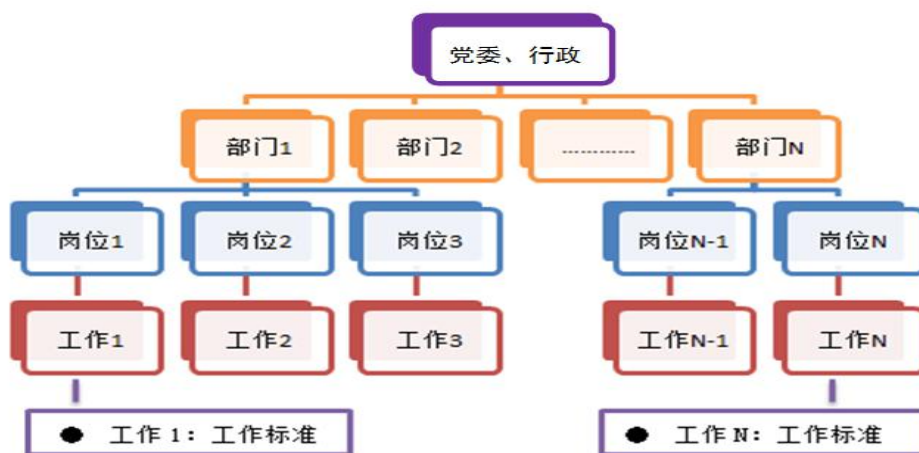 党委、行政
部门1 部门2 ………… 部门N
岗位1 岗位2 岗位3 岗位N-1 岗位N
工作1 工作2 工作3 工作N-1 工作N
● 工作 1：工作标准 ● 工作 N：工作标准